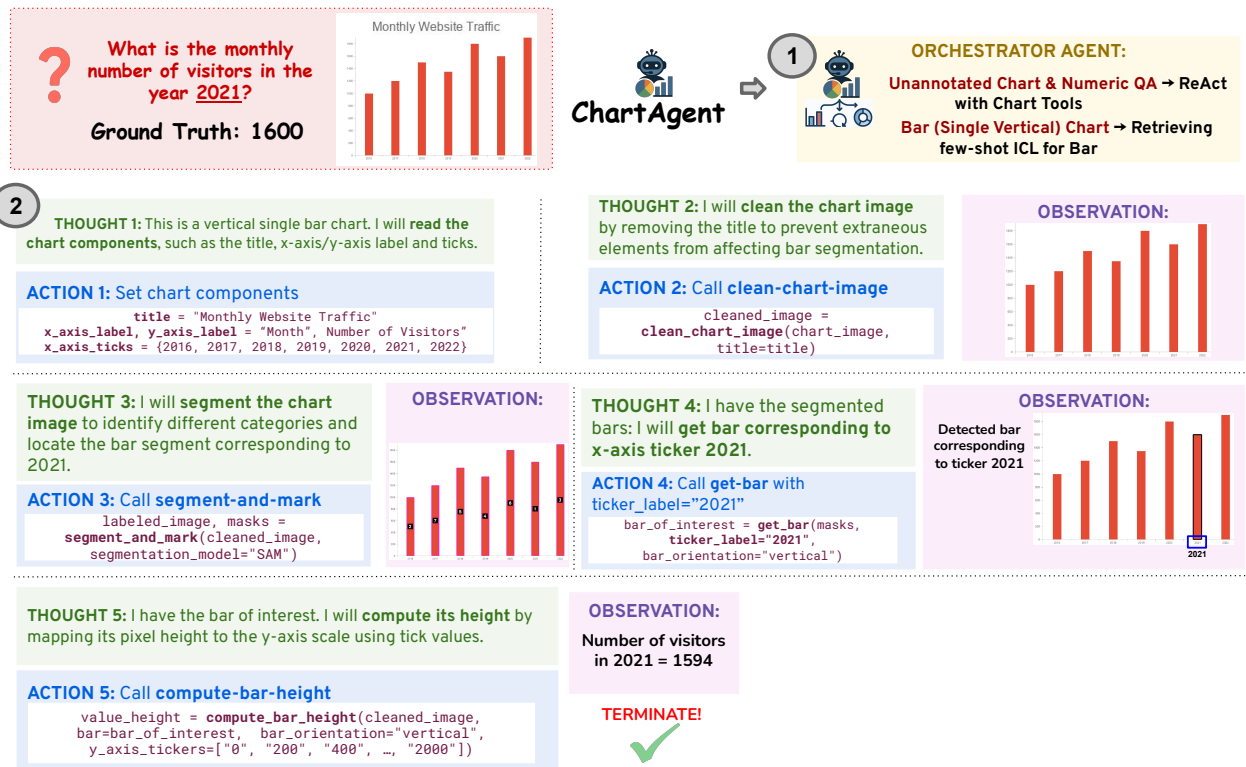 What is the monthly
number of visitors in the
year 2021?
Ground Truth: 1600
Monthly Website Traffic
ChartAgent
1
ORCHESTRATOR AGENT:
Unannotated Chart & Numeric QA → ReAct
with Chart Tools
Bar (Single Vertical) Chart → Retrieving
few-shot ICL for Bar
2
THOUGHT 1: This is a vertical single bar chart. I will read the
chart components, such as the title, x-axis/y-axis label and ticks.
ACTION 1: Set chart components
title = "Monthly Website Traffic"
x_axis_label, y_axis_label = "Month", Number of Visitors"
x_axis_ticks = {2016, 2017, 2018, 2019, 2020, 2021, 2022}
THOUGHT 2: I will clean the chart image
by removing the title to prevent extraneous
elements from affecting bar segmentation.
ACTION 2: Call clean-chart-image
cleaned_image =
clean_chart_image(chart_image,
title=title)
OBSERVATION:
THOUGHT 3: I will segment the chart
image to identify different categories and
locate the bar segment corresponding to
2021.
ACTION 3: Call segment-and-mark
labeled_image, masks =
segment_and_mark(cleaned_image,
segmentation_model="SAM")
OBSERVATION:
THOUGHT 4: I have the segmented
bars: I will get bar corresponding to
x-axis ticker 2021.
ACTION 4: Call get-bar with
ticker_label="2021"
bar_of_interest = get_bar(masks,
ticker_label="2021",
bar_orientation="vertical")
OBSERVATION:
Detected bar
corresponding
to ticker 2021
2021
THOUGHT 5: I have the bar of interest. I will compute its height by
mapping its pixel height to the y-axis scale using tick values.
ACTION 5: Call compute-bar-height
value_height = compute_bar_height(cleaned_image,
bar=bar_of_interest, bar_orientation="vertical",
y_axis_tickers=["0", "200", "400", …, "2000"])
OBSERVATION:
Number of visitors
in 2021 = 1594
TERMINATE!